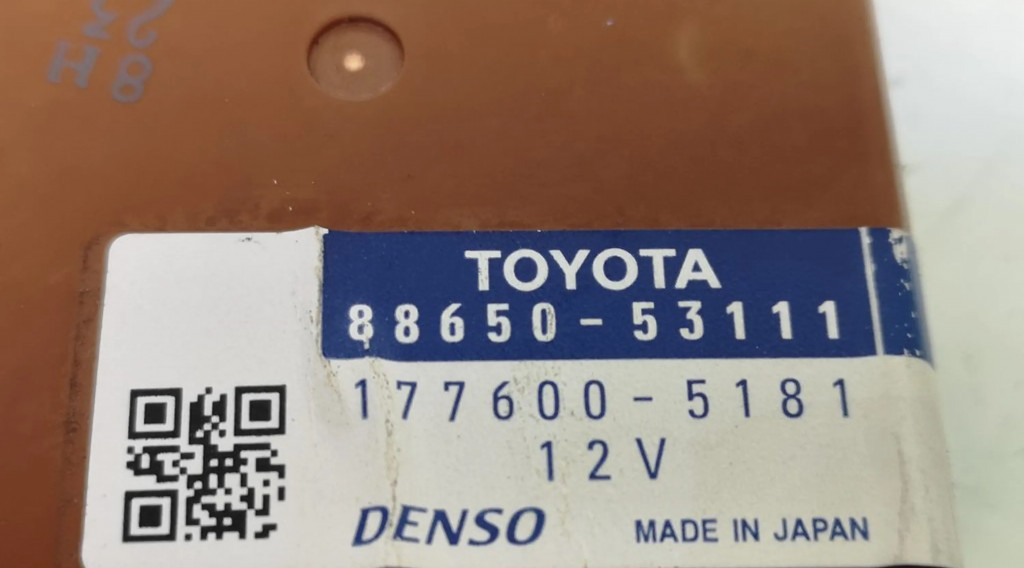 TOYOTA
88650-53111
177600-5181
12V
DENSO MADE IN JAPAN